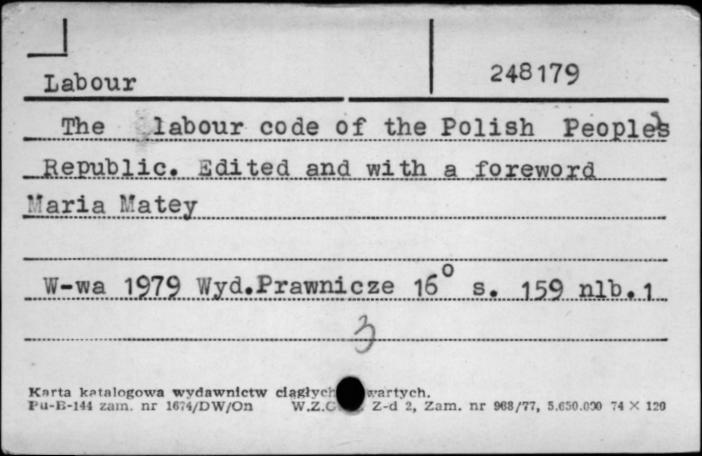 Labour
248179
The labour code of the Polish People's
Republic. Edited and with a foreword
Maria Matey
W-wa 1979 Wyd.Prawnicze 16° s. 159 nlb.1
3
Karta katalogowa wydawnictw ciągłych wartych.
Pu-B-144 zam. nr 1674/DW/On W.Z.G Z-d 2, Zam. nr 968/77, 5.650.000 74 × 120